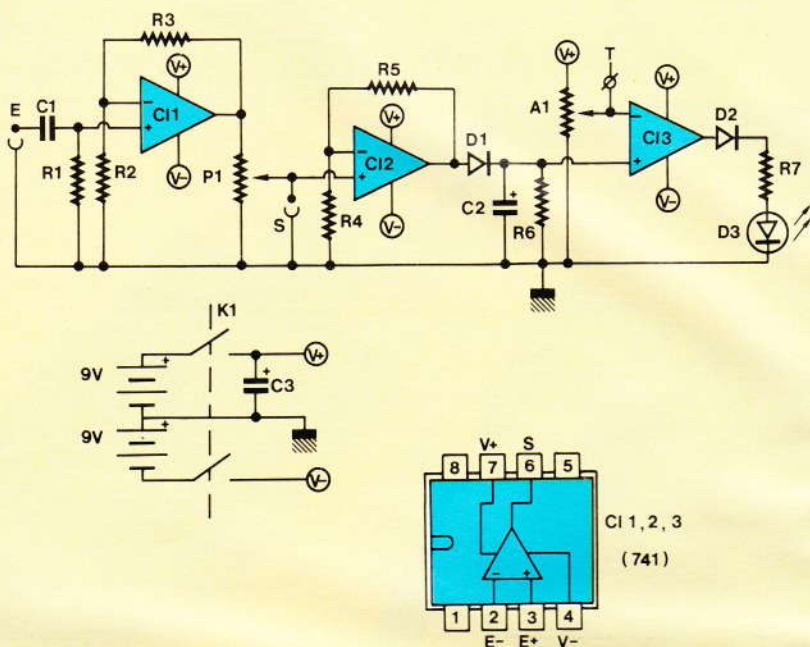 R3
V+
E
C1
CI1
R1
R2
V-
P1
R5
V+
CI2
S
R4
V-
D1
C2
R6
V+
T
A1
V+
CI3
V-
D2
R7
D3
K1
9V
+
V+
+
C3
9V
+
V-
V+ S
8 7 6 5
CI 1, 2, 3
(741)
1 2 3 4
E- E+ V-